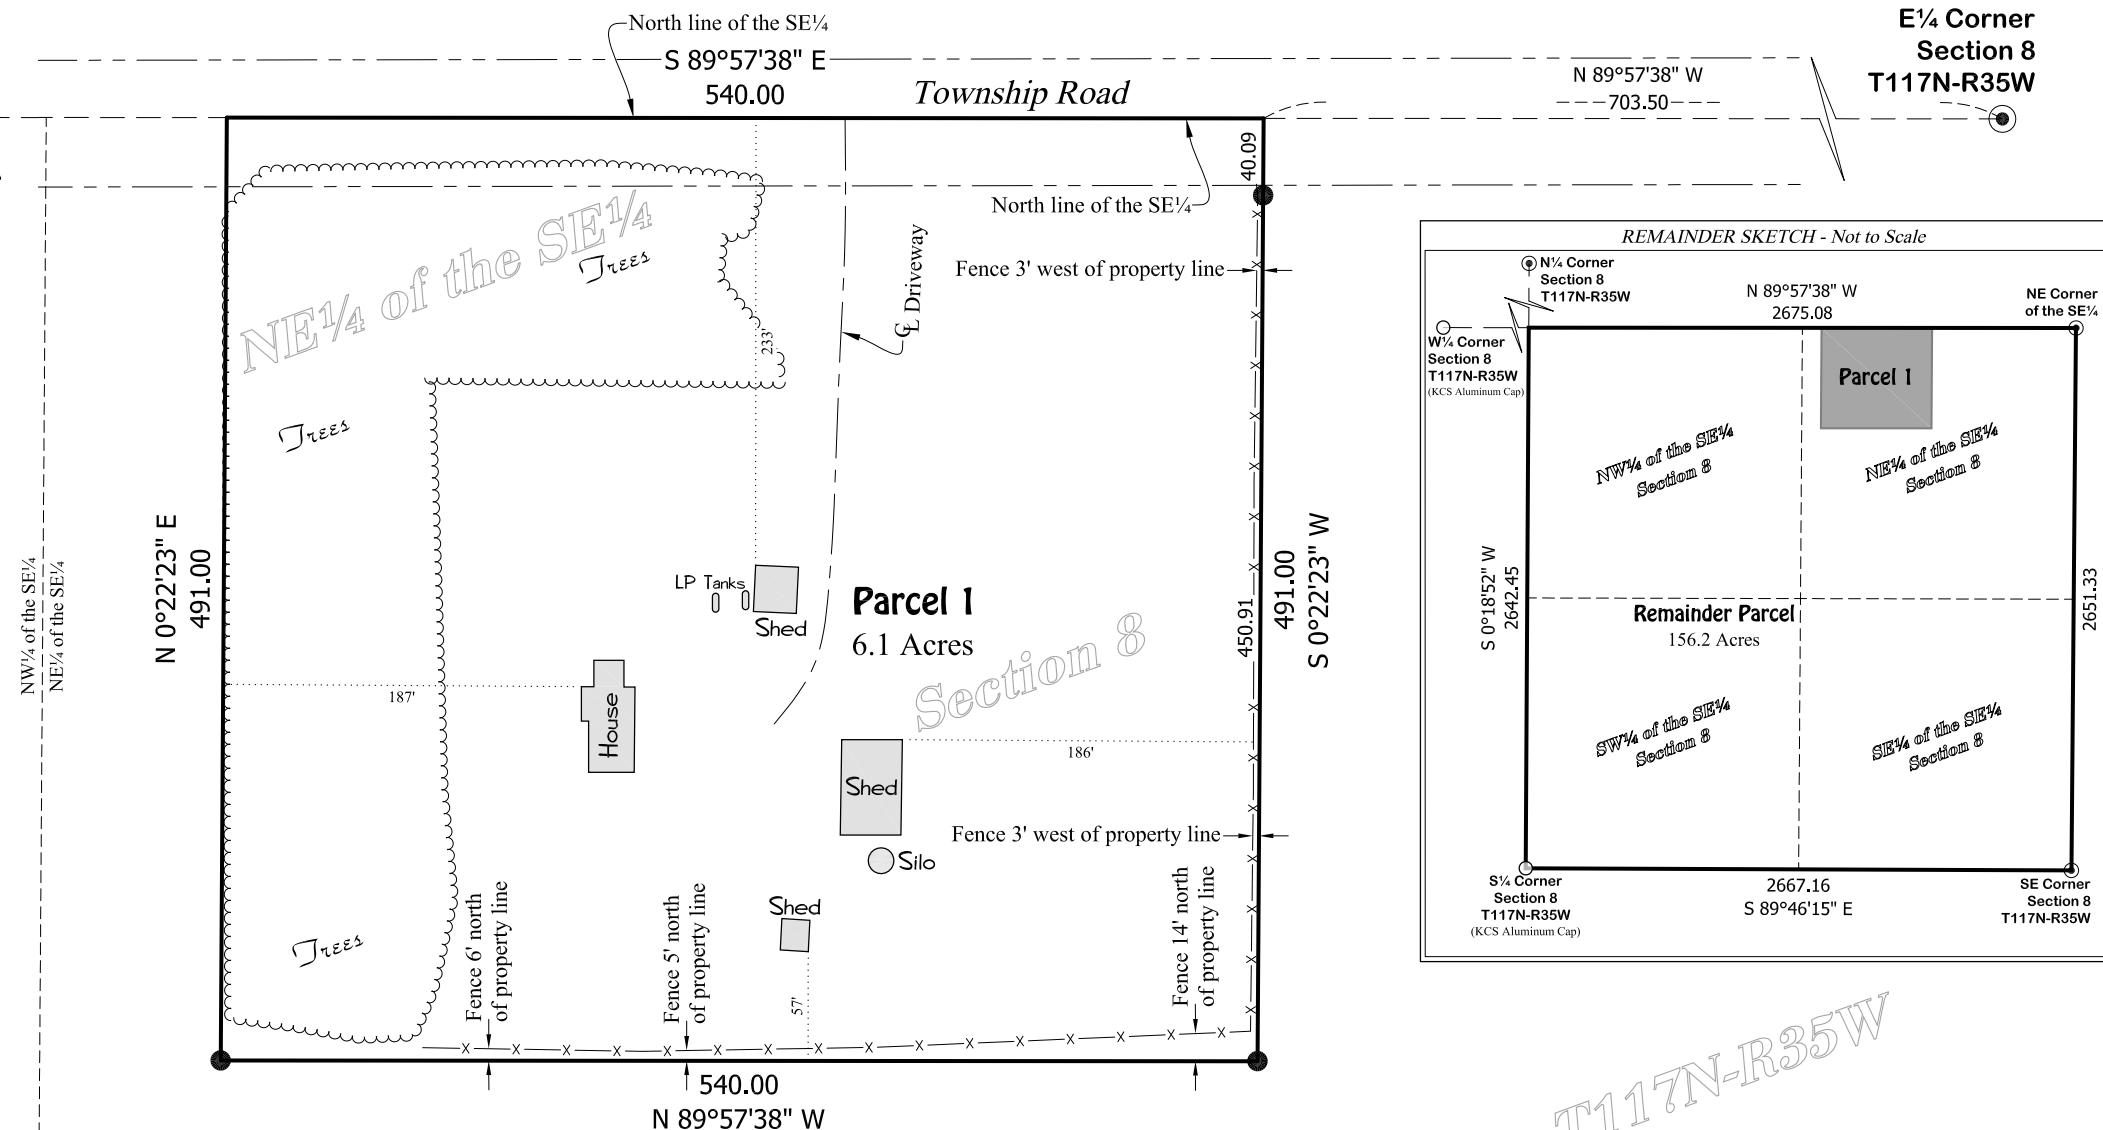 North line of the SE¼
S 89°57'38" E
540.00
Township Road
N 89°57'38" W
703.50
E¼ Corner
Section 8
T117N-R35W
40.09
North line of the SE¼
NE¼ of the SE¼
Trees
Fence 3' west of property line
℄ Driveway
233'
Trees
N 0°22'23" E
491.00
NW¼ of the SE¼
NE¼ of the SE¼
LP Tanks
Shed
Parcel 1
6.1 Acres
Section 8
450.91
491.00
S 0°22'23" W
187'
House
186'
Shed
Fence 3' west of property line
Silo
Shed
Fence 6' north
of property line
Fence 5' north
of property line
57'
Fence 14' north
of property line
Trees
540.00
N 89°57'38" W
REMAINDER SKETCH - Not to Scale
N¼ Corner
Section 8
T117N-R35W
N 89°57'38" W
2675.08
NE Corner
of the SE¼
W¼ Corner
Section 8
T117N-R35W
(KCS Aluminum Cap)
Parcel 1
NW¼ of the SE¼
Section 8
NE¼ of the SE¼
Section 8
S 0°18'52" W
2642.45
Remainder Parcel
156.2 Acres
2651.33
SW¼ of the SE¼
Section 8
SE¼ of the SE¼
Section 8
S¼ Corner
Section 8
T117N-R35W
(KCS Aluminum Cap)
2667.16
S 89°46'15" E
SE Corner
Section 8
T117N-R35W
T117N-R35W